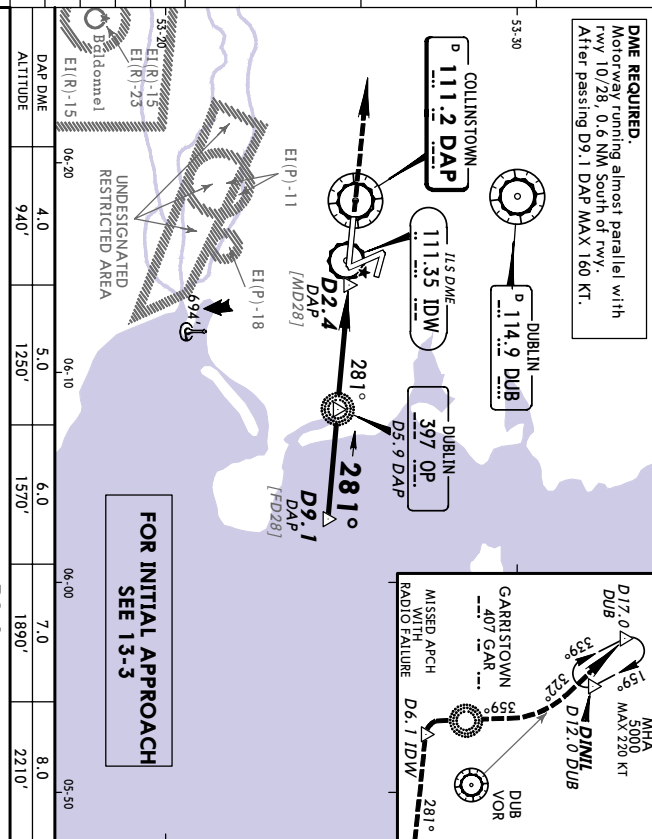 DME REQUIRED.
Motorway running almost parallel with
rwy 10/28, 0.6 NM South of rwy.
After passing D9.1 DAP MAX 160 KT.
53-30
53-20
COLLINSTOWN
D 1111.2 DAP
DUBLIN
D 114.9 DUB
ILS DME
111.35 IDW
DUBLIN
397 OP
D5.9 DAP
D2.4
DAP
[MD28]
281°
281°
D9.1
DAP
[FD28]
EI(R)-15
EI(R)-23
Baldonnel
EI(R)-15
EI(P)-11
EI(P)-18
UNDESIGNATED
RESTRICTED AREA
694'
06-20
06-10
06-00
05-50
FOR INITIAL APPROACH
SEE 13-3
MHA
5000
MAX 220 KT
D17.0
DUB
159°
339°
322°
DINIL
D12.0 DUB
359°
GARRISTOWN
407 GAR
DUB
VOR
MISSED APCH
WITH
RADIO FAILURE
D6.1 IDW
281°
DAP DME 4.0 5.0 6.0 7.0 8.0
ALTITUDE 940' 1250' 1570' 1890' 2210'